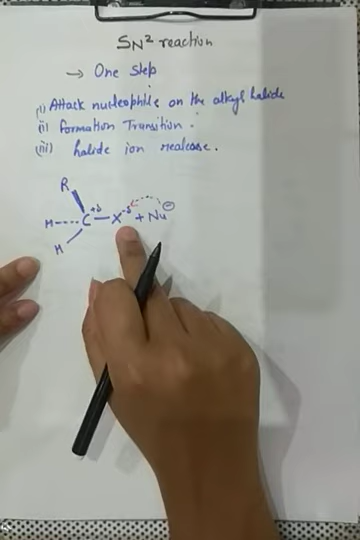 SN² reaction
→ One step
(i) Attack nucleophile on the alkyl halide
(ii) Formation Transition.
(iii) halide ion realease.
R
H---C+δ—X-δ + Nu⊖
H